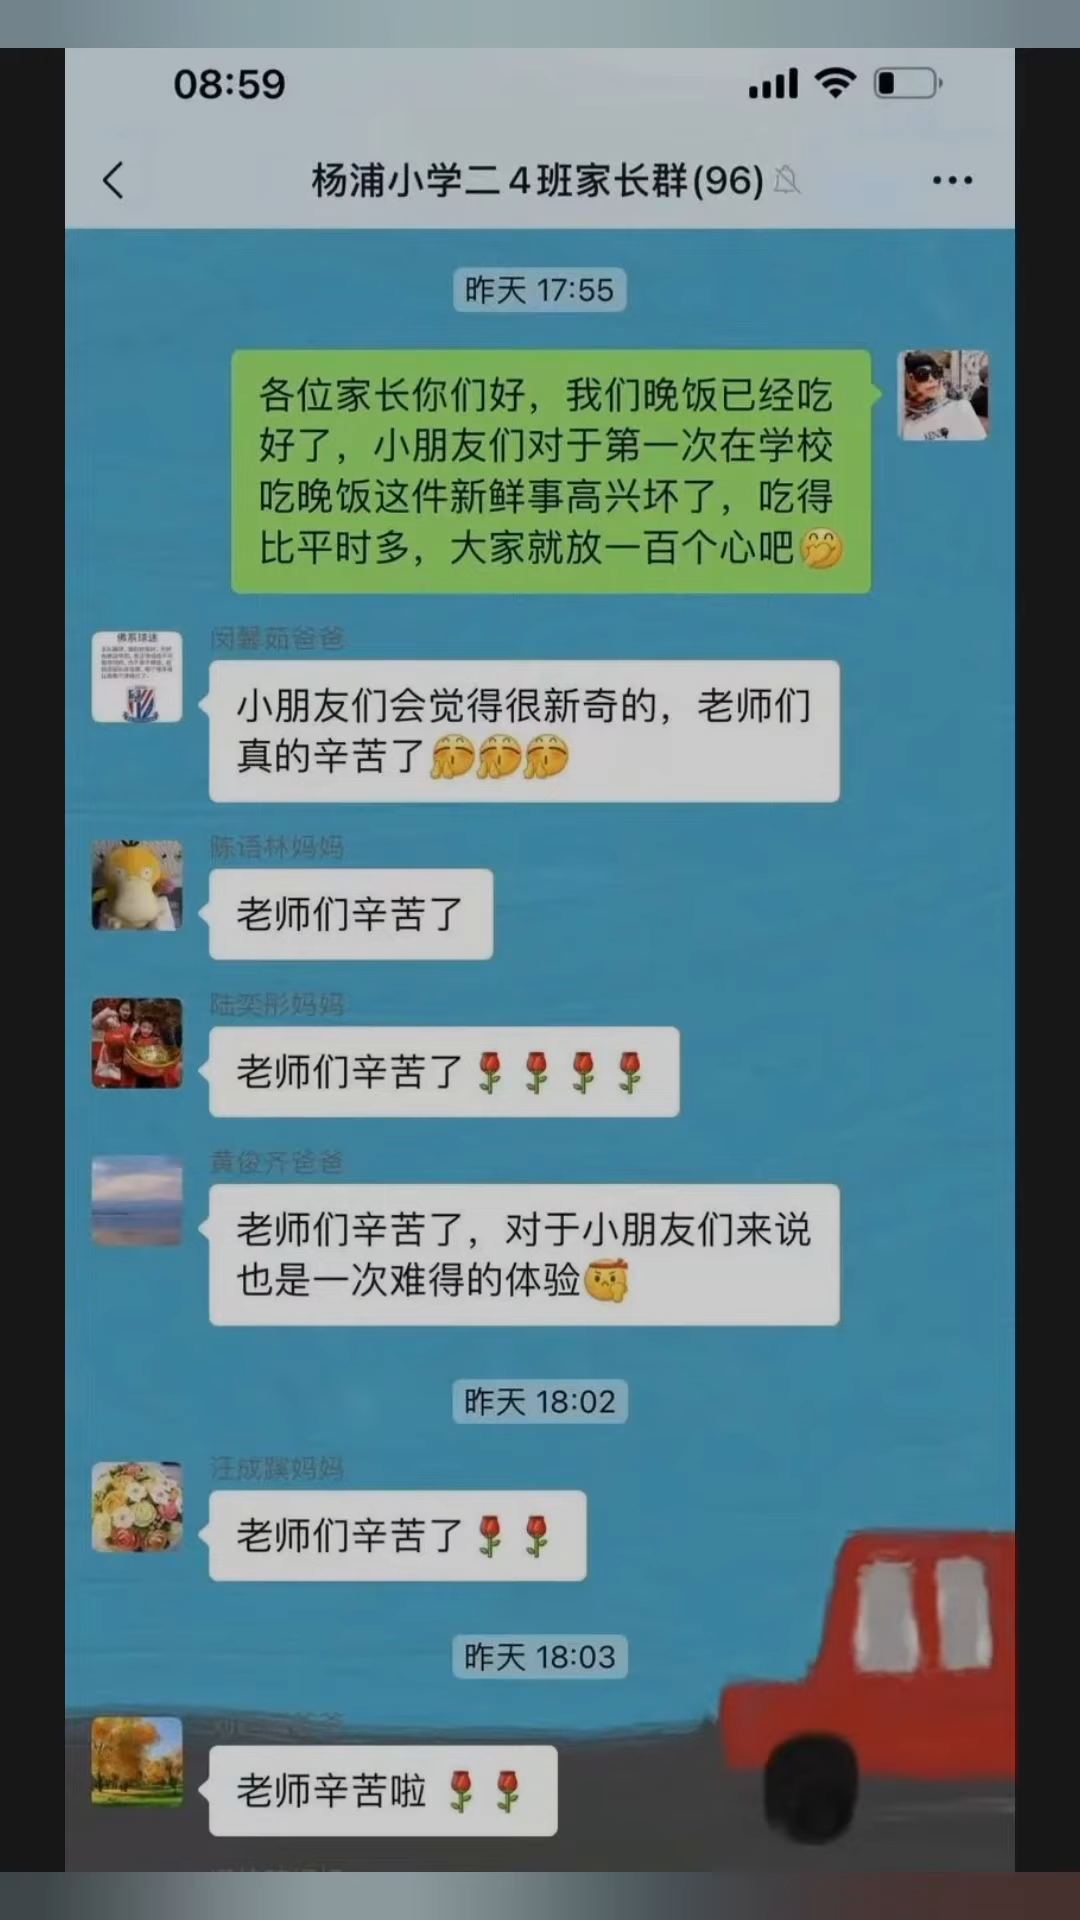 08:59
杨浦小学二4班家长群(96)
昨天 17:55
各位家长你们好，我们晚饭已经吃
好了，小朋友们对于第一次在学校
吃晚饭这件新鲜事高兴坏了，吃得
比平时多，大家就放一百个心吧
佛系球迷
闵馨茹爸爸
小朋友们会觉得很新奇的，老师们
真的辛苦了
陈语林妈妈
老师们辛苦了
陆奕彤妈妈
老师们辛苦了
黄俊齐爸爸
老师们辛苦了，对于小朋友们来说
也是一次难得的体验
昨天 18:02
汪成蹊妈妈
老师们辛苦了
昨天 18:03
老师辛苦啦